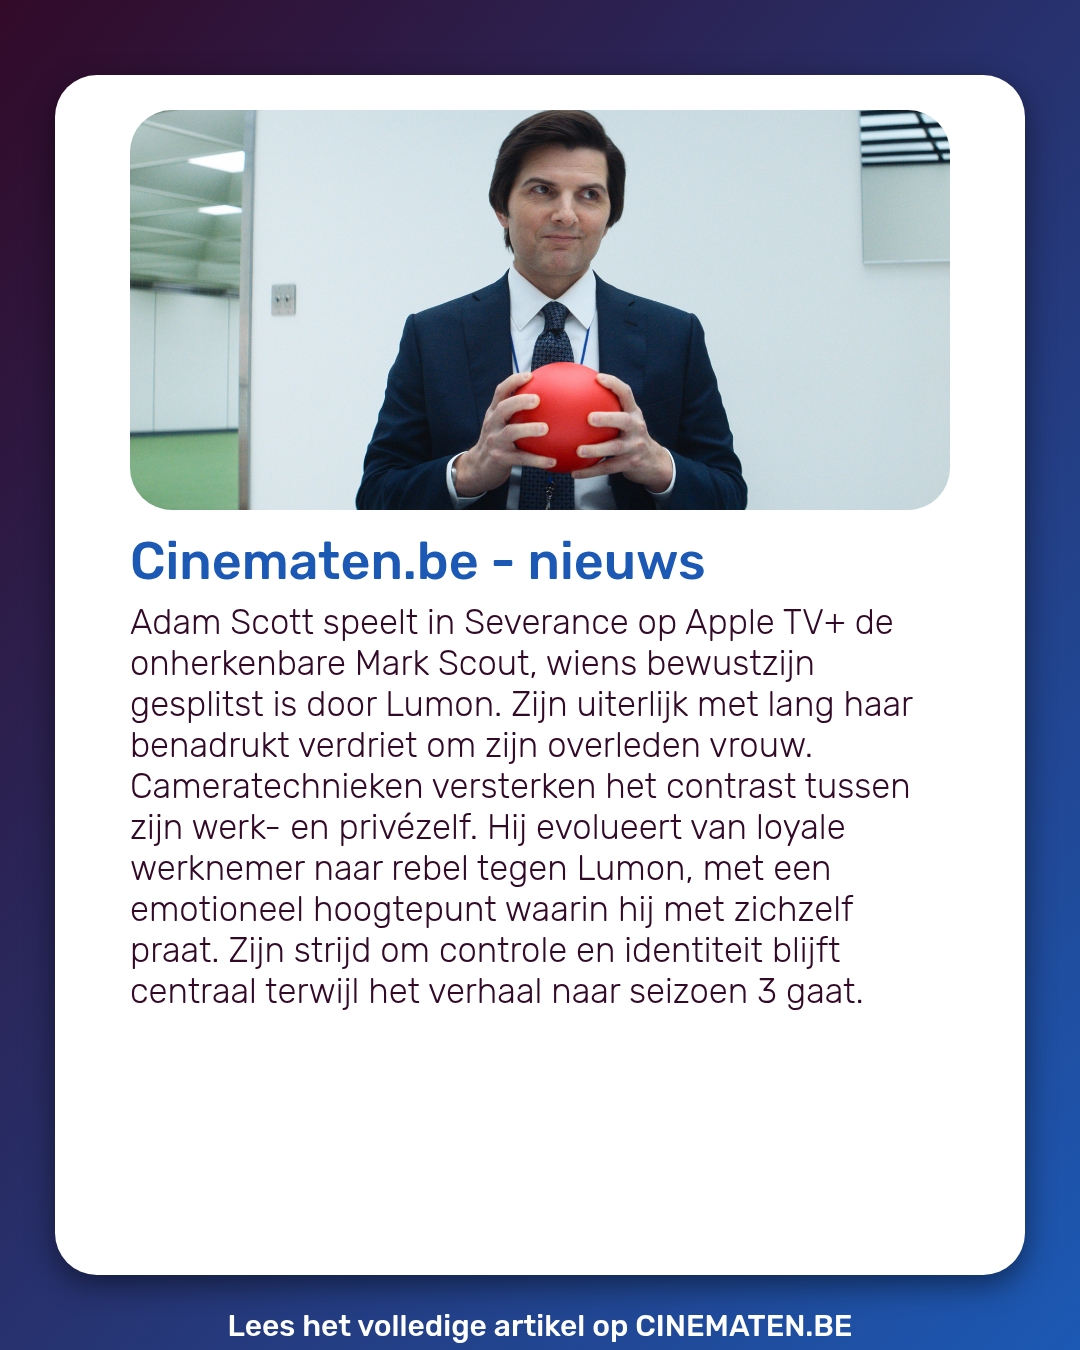 Cinematen.be - nieuws
Adam Scott speelt in Severance op Apple TV+ de
onherkenbare Mark Scout, wiens bewustzijn
gesplitst is door Lumon. Zijn uiterlijk met lang haar
benadrukt verdriet om zijn overleden vrouw.
Cameratechnieken versterken het contrast tussen
zijn werk- en privézelf. Hij evolueert van loyale
werknemer naar rebel tegen Lumon, met een
emotioneel hoogtepunt waarin hij met zichzelf
praat. Zijn strijd om controle en identiteit blijft
centraal terwijl het verhaal naar seizoen 3 gaat.
Lees het volledige artikel op CINEMATEN.BE